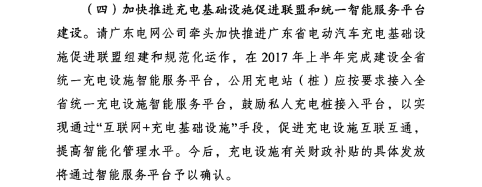 （四）加快推进充电基础设施促进联盟和统一智能服务平台
建设。请广东电网公司牵头加快推进广东省电动汽车充电基础设
施促进联盟组建和规范化运作，在 2017 年上半年完成建设全省
统一充电设施智能服务平台，公用充电站（桩）应按要求接入全
省统一充电设施智能服务平台，鼓励私人充电桩接入平台，以实
现通过“互联网+充电基础设施”手段，促进充电设施互联互通，
提高智能化管理水平。今后，充电设施有关财政补贴的具体发放
将通过智能服务平台予以确认。